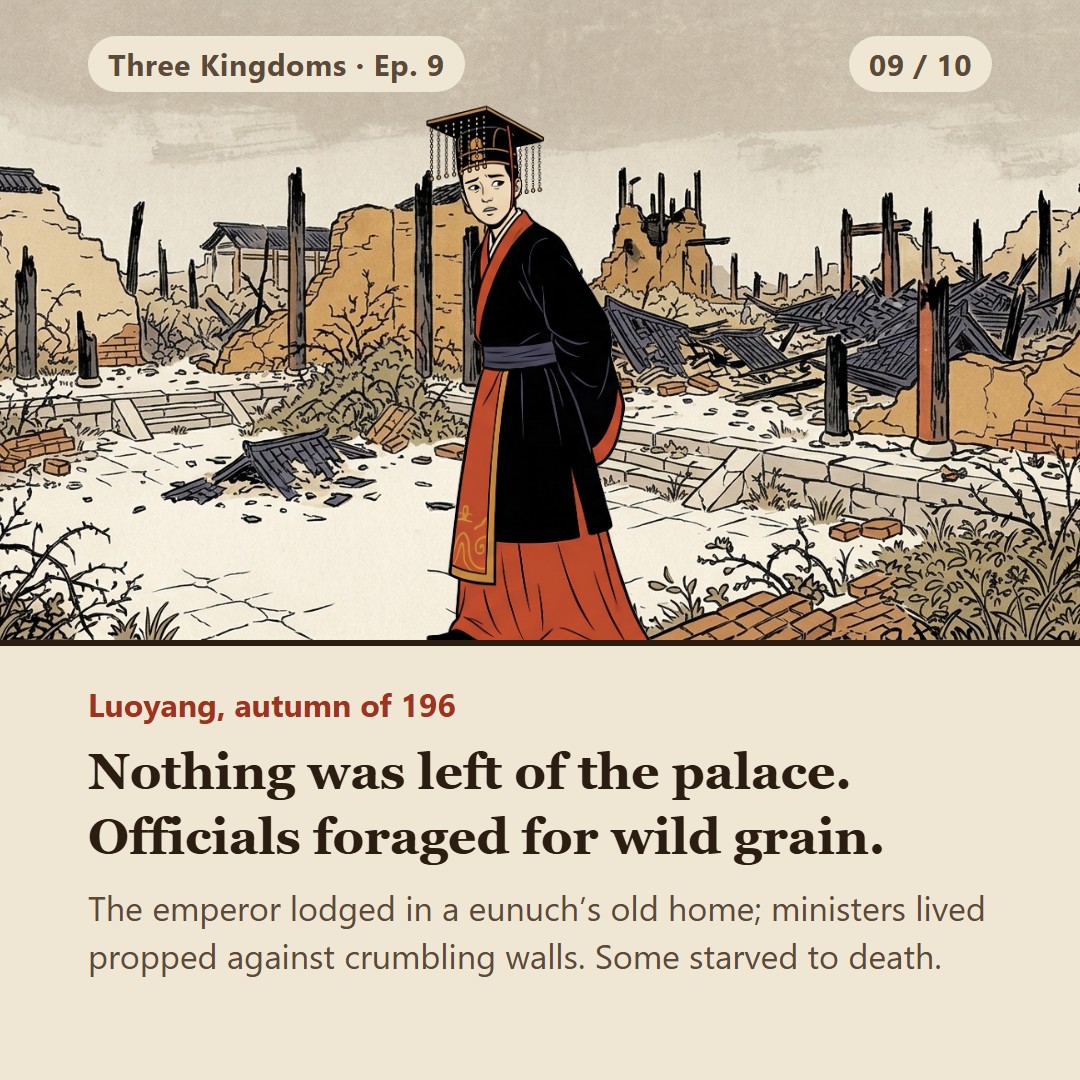 Three Kingdoms · Ep. 9
09 / 10
Luoyang, autumn of 196
Nothing was left of the palace.
Officials foraged for wild grain.
The emperor lodged in a eunuch’s old home; ministers lived
propped against crumbling walls. Some starved to death.